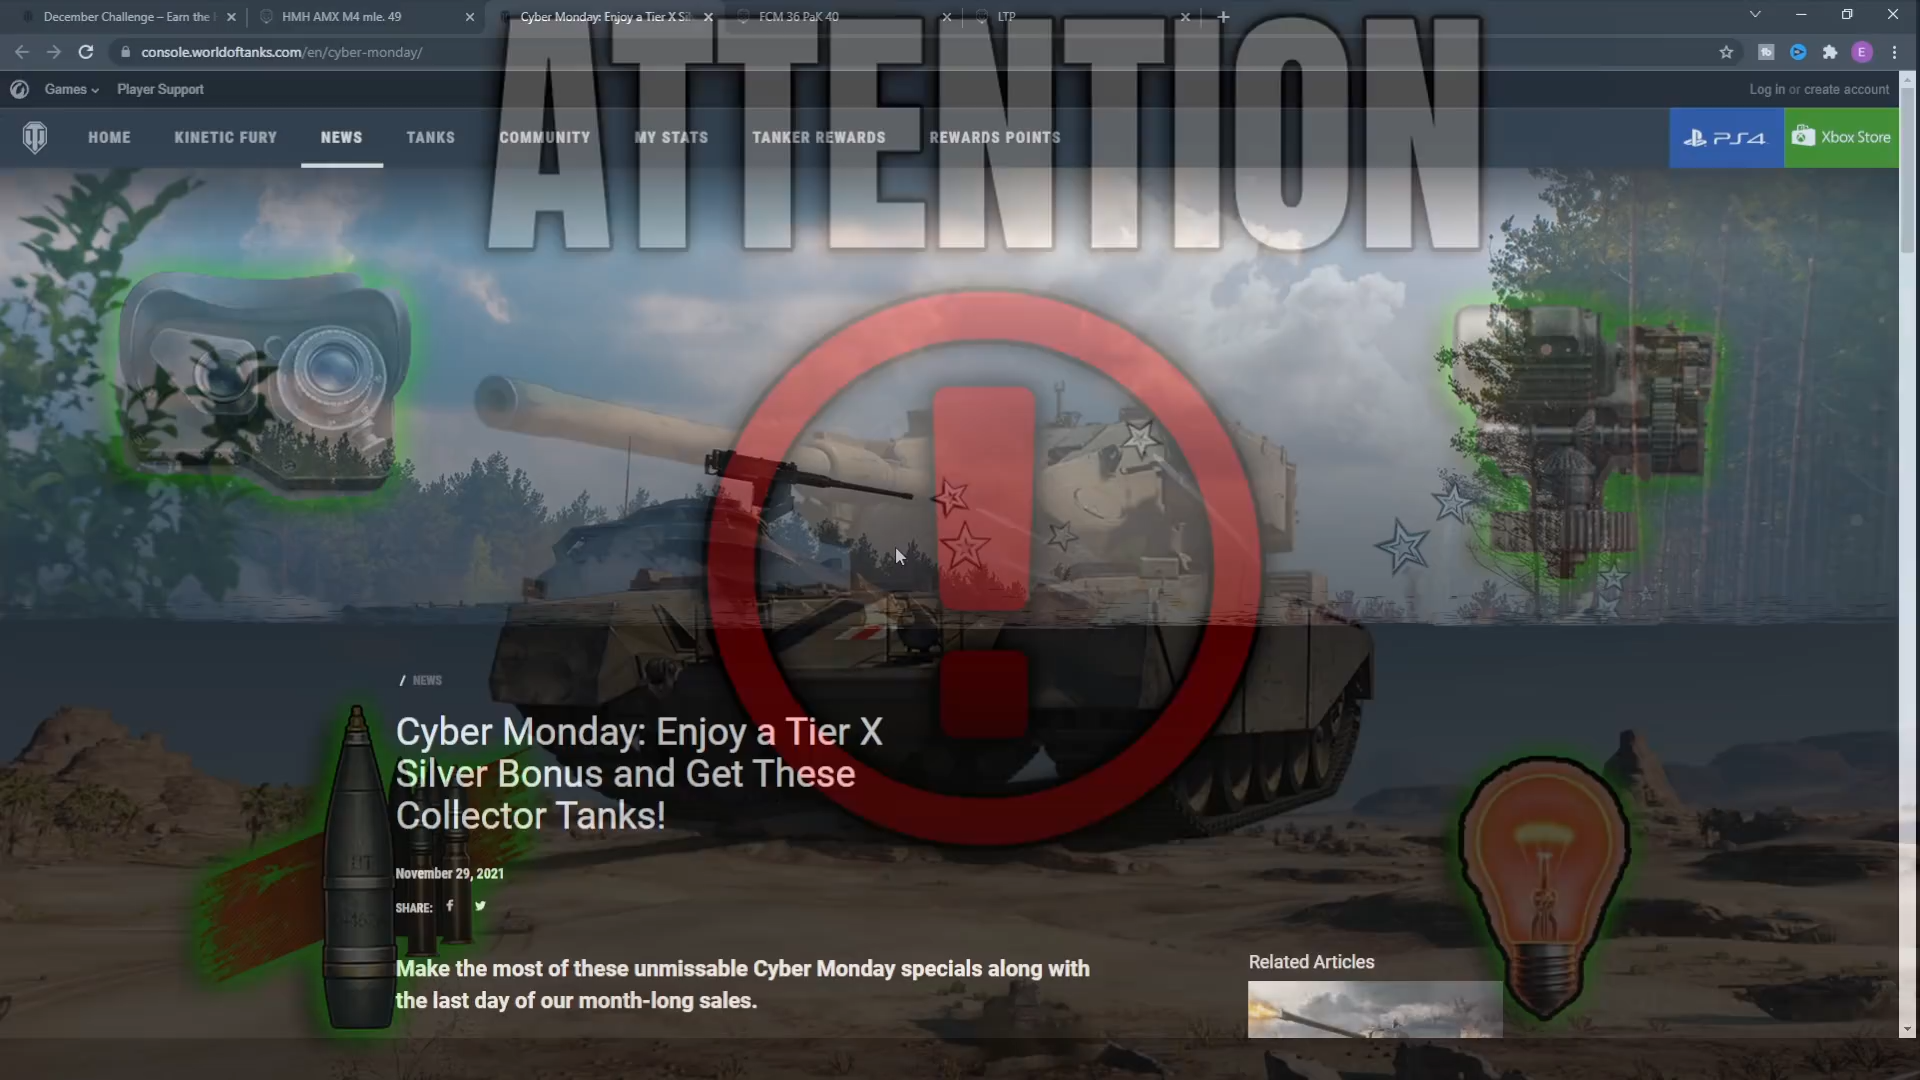 December Challenge – Earn the
HMH AMX M4 mle. 49
Cyber Monday: Enjoy a Tier X Si
FCM 36 PaK 40
LTP
console.worldoftanks.com/en/cyber-monday/
E
Games
Player Support
Log in or create account
HOME
KINETIC FURY
NEWS
TANKS
COMMUNITY
MY STATS
TANKER REWARDS
REWARDS POINTS
PS4
Xbox Store
ATTENTION
!
/ NEWS
Cyber Monday: Enjoy a Tier X
Silver Bonus and Get These
Collector Tanks!
November 29, 2021
SHARE:
Make the most of these unmissable Cyber Monday specials along with
the last day of our month-long sales.
Related Articles